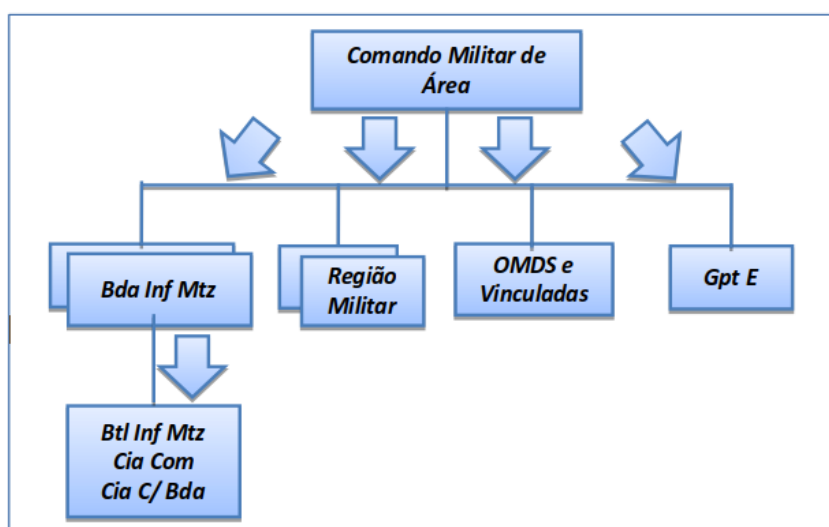 Comando Militar de
Área
Bda Inf Mtz
Região
Militar
OMDS e
Vinculadas
Gpt E
Btl Inf Mtz
Cia Com
Cia C/ Bda